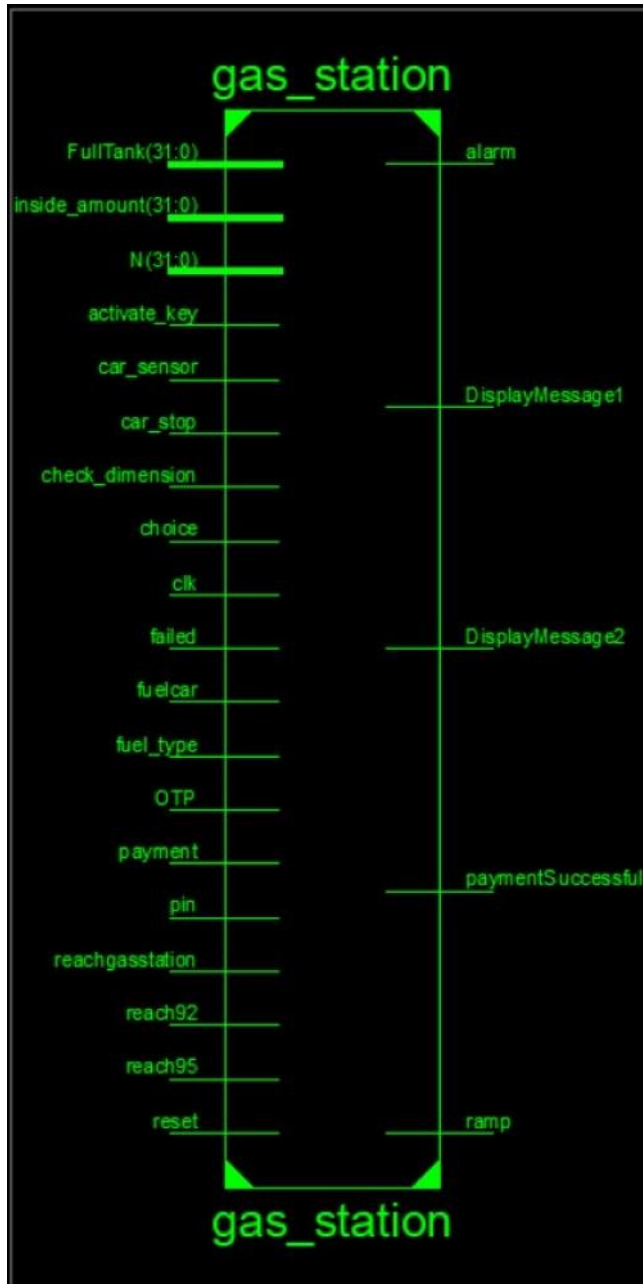 gas_station
FullTank(31:0)
alarm
inside_amount(31:0)
N(31:0)
activate_key
car_sensor
DisplayMessage1
car_stop
check_dimension
choice
clk
failed
DisplayMessage2
fuelcar
fuel_type
OTP
payment
paymentSuccessful
pin
reachgasstation
reach92
reach95
reset
ramp
gas_station